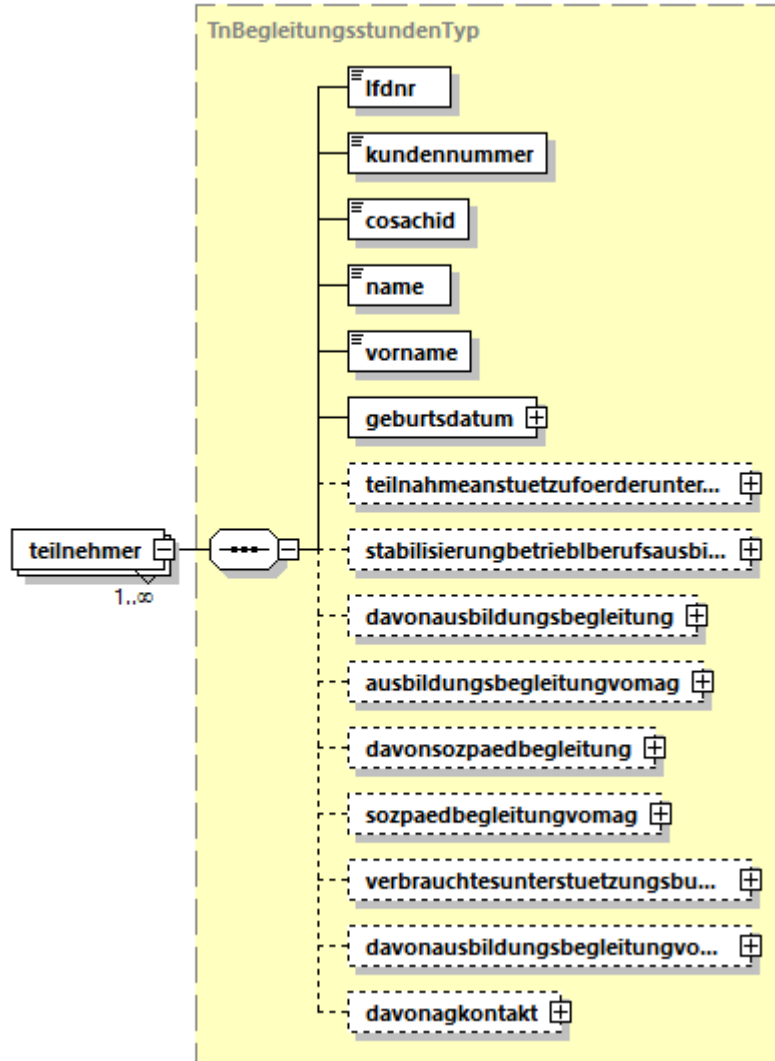 TnBegleitungsstundenTyp
lfdnr
kundennummer
cosachid
name
vorname
geburtsdatum
teilnahmeanstuetzufoerderunter...
stabilisierungbetrieblberufsausbi...
davonausbildungsbegleitung
ausbildungsbegleitungvomag
davonsozpaedbegleitung
sozpaedbegleitungvomag
verbrauchtesunterstuetzungsbu...
davonausbildungsbegleitungvo...
davonagkontakt
teilnehmer
1..∞